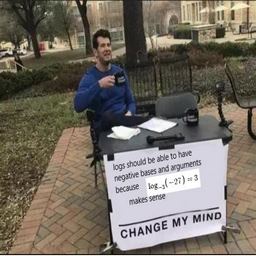 logs should be able to have
negative bases and arguments
because log₋₃(−27) = 3
makes sense
CHANGE MY MIND